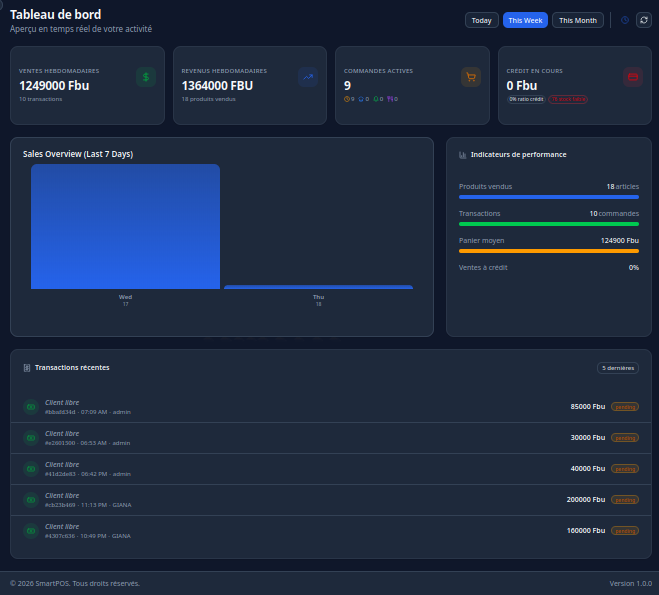 Tableau de bord
Aperçu en temps réel de votre activité
Today
This Week
This Month
VENTES HEBDOMADAIRES
1249000 Fbu
10 transactions
REVENUS HEBDOMADAIRES
1364000 FBU
18 produits vendus
COMMANDES ACTIVES
9
9 0 0 0
CRÉDIT EN COURS
0 Fbu
0% ratio crédit
Sales Overview (Last 7 Days)
Wed
17
Thu
18
Indicateurs de performance
Produits vendus 18 articles
Transactions 10 commandes
Panier moyen 124900 Fbu
Ventes à crédit 0%
Transactions récentes
5 dernières
Client libre
#bbaf634d · 07:09 AM · admin
85000 Fbu
pending
Client libre
#e2601300 · 06:53 AM · admin
30000 Fbu
pending
Client libre
#41d2de83 · 06:42 PM · admin
40000 Fbu
pending
Client libre
#cb23b469 · 11:13 PM · GIANA
200000 Fbu
pending
Client libre
#4307c636 · 10:49 PM · GIANA
160000 Fbu
pending
© 2026 SmartPOS. Tous droits réservés.
Version 1.0.0